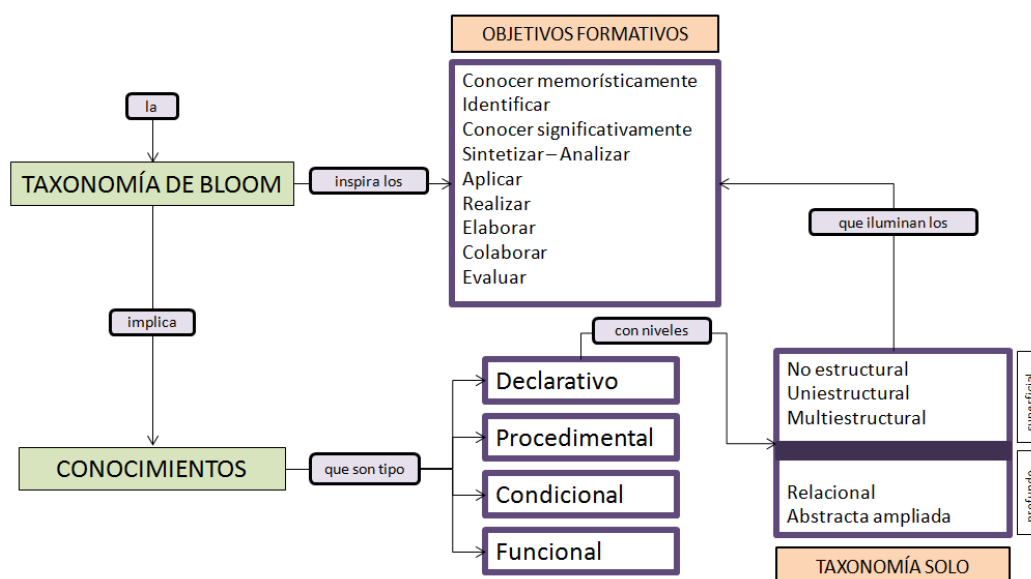 OBJETIVOS FORMATIVOS
Conocer memorísticamente
Identificar
Conocer significativamente
Sintetizar – Analizar
Aplicar
Realizar
Elaborar
Colaborar
Evaluar
la
TAXONOMÍA DE BLOOM
inspira los
que iluminan los
implica
con niveles
Declarativo
Procedimental
Condicional
Funcional
CONOCIMIENTOS
que son tipo
No estructural
Uniestructural
Multiestructural
superficial
Relacional
Abstracta ampliada
profundo
TAXONOMÍA SOLO